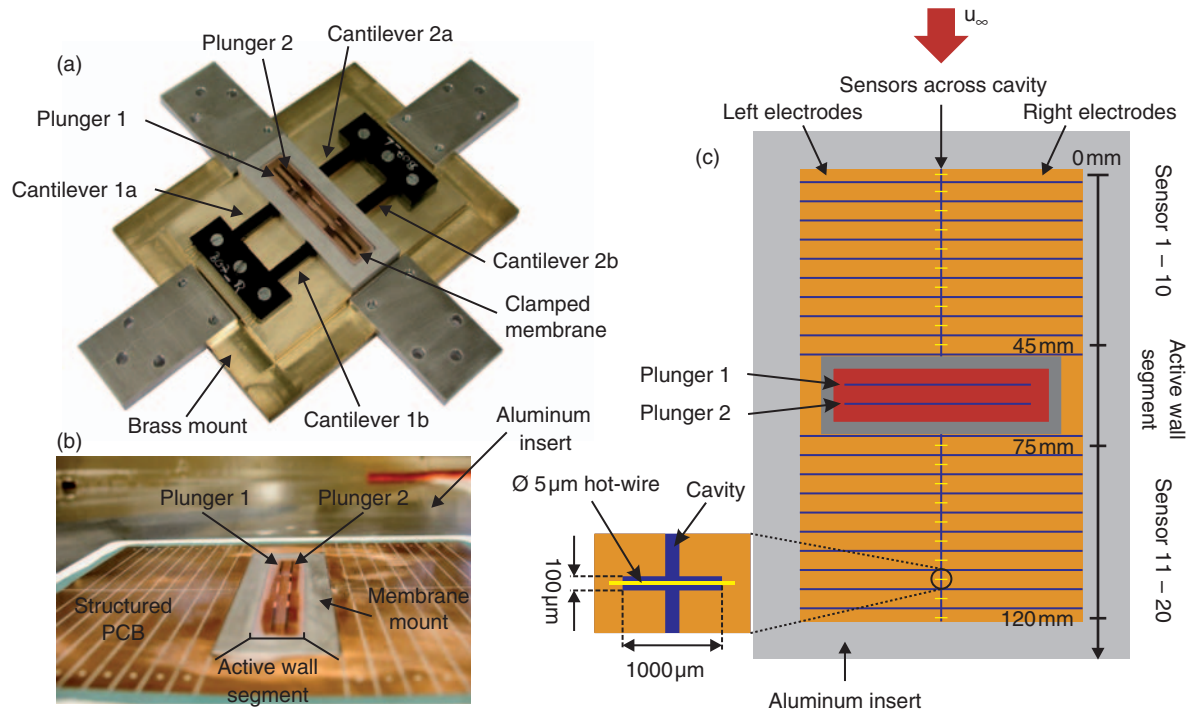 (a)
Plunger 2
Cantilever 2a
Plunger 1
Cantilever 1a
Cantilever 2b
Clamped
membrane
Cantilever 1b
Brass mount
(b)
Aluminum
insert
Plunger 1
Plunger 2
Structured
PCB
Membrane
mount
Active wall
segment
(c)
u∞
Sensors across cavity
Left electrodes
Right electrodes
0 mm
Sensor 1 – 10
45 mm
Plunger 1
Plunger 2
Active wall
segment
75 mm
Sensor 11 – 20
Ø 5 μm hot-wire
Cavity
100 μm
1000 μm
120 mm
Aluminum insert